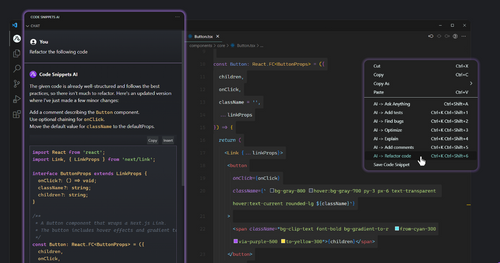 CODE SNIPPETS AI
CHAT
You
Refactor the following code
Code Snippets AI
The given code is already well structured and follows the best
practices, so there isn't much to refactor. Here's an updated version
where I've just made a few minor changes:
Add a comment describing the Button component.
Use optional chaining for onClick.
Move the default value for className to the defaultProps.
Copy Insert
import React from 'react';
import Link, { LinkProps } from 'next/link';
interface ButtonProps extends LinkProps {
onClick?: () => void;
className?: string;
children?: string;
}
/**
* A Button component that wraps a Next.js Link.
* The button includes hover effects and gradient
const Button: React.FC<ButtonProps> = ({
children,
onClick,
Button.tsx
components > core > Button.tsx > ...
const Button: React.FC<ButtonProps> = ({
children,
onClick,
className = '',
...linkProps
}) => {
return (
<Link {...linkProps}>
<button
onClick={onClick}
className={`bg-gray-800 hover:bg-gray-700 py-3 px-6 text-transparent
hover:text-current rounded-lg ${className}`}
>
<span className="bg-clip-text font-bold bg-gradient-to-r from-cyan-300
via-purple-500 to-yellow-300">{children}</span>
</button>
Cut Ctrl+X
Copy Ctrl+C
Copy As
Paste Ctrl+V
AI -> Ask Anything Ctrl+Shift+A
AI -> Add tests Ctrl+K Ctrl+Shift+1
AI -> Find bugs Ctrl+K Ctrl+Shift+2
AI -> Optimize Ctrl+K Ctrl+Shift+3
AI -> Explain Ctrl+K Ctrl+Shift+4
AI -> Add comments Ctrl+K Ctrl+Shift+5
AI -> Refactor code Ctrl+K Ctrl+Shift+6
Save Code Snippet